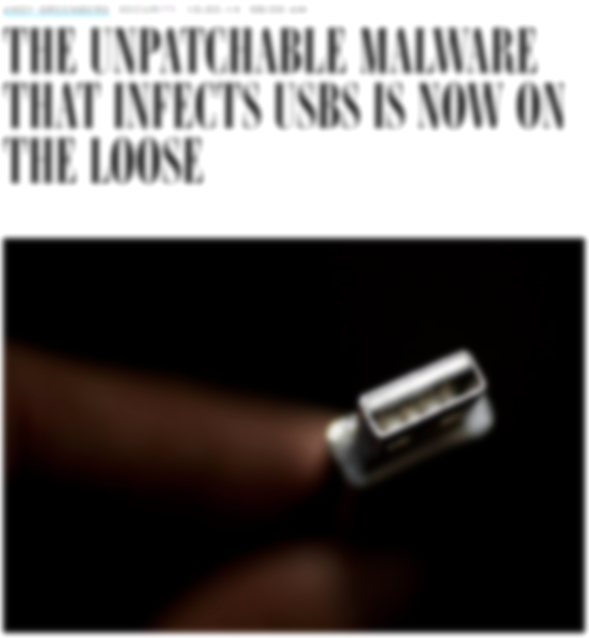 THE UNPATCHABLE MALWARE
THAT INFECTS USBS IS NOW ON
THE LOOSE